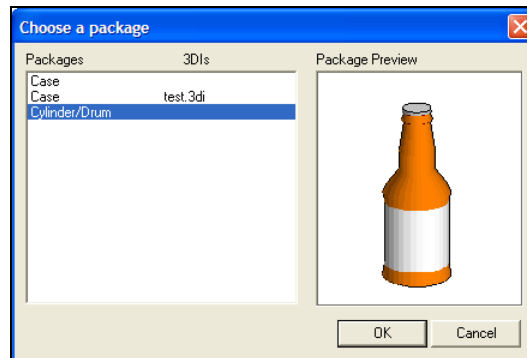 Choose a package
Packages 3DIs Package Preview
Case
Case test.3di
Cylinder/Drum
OK Cancel